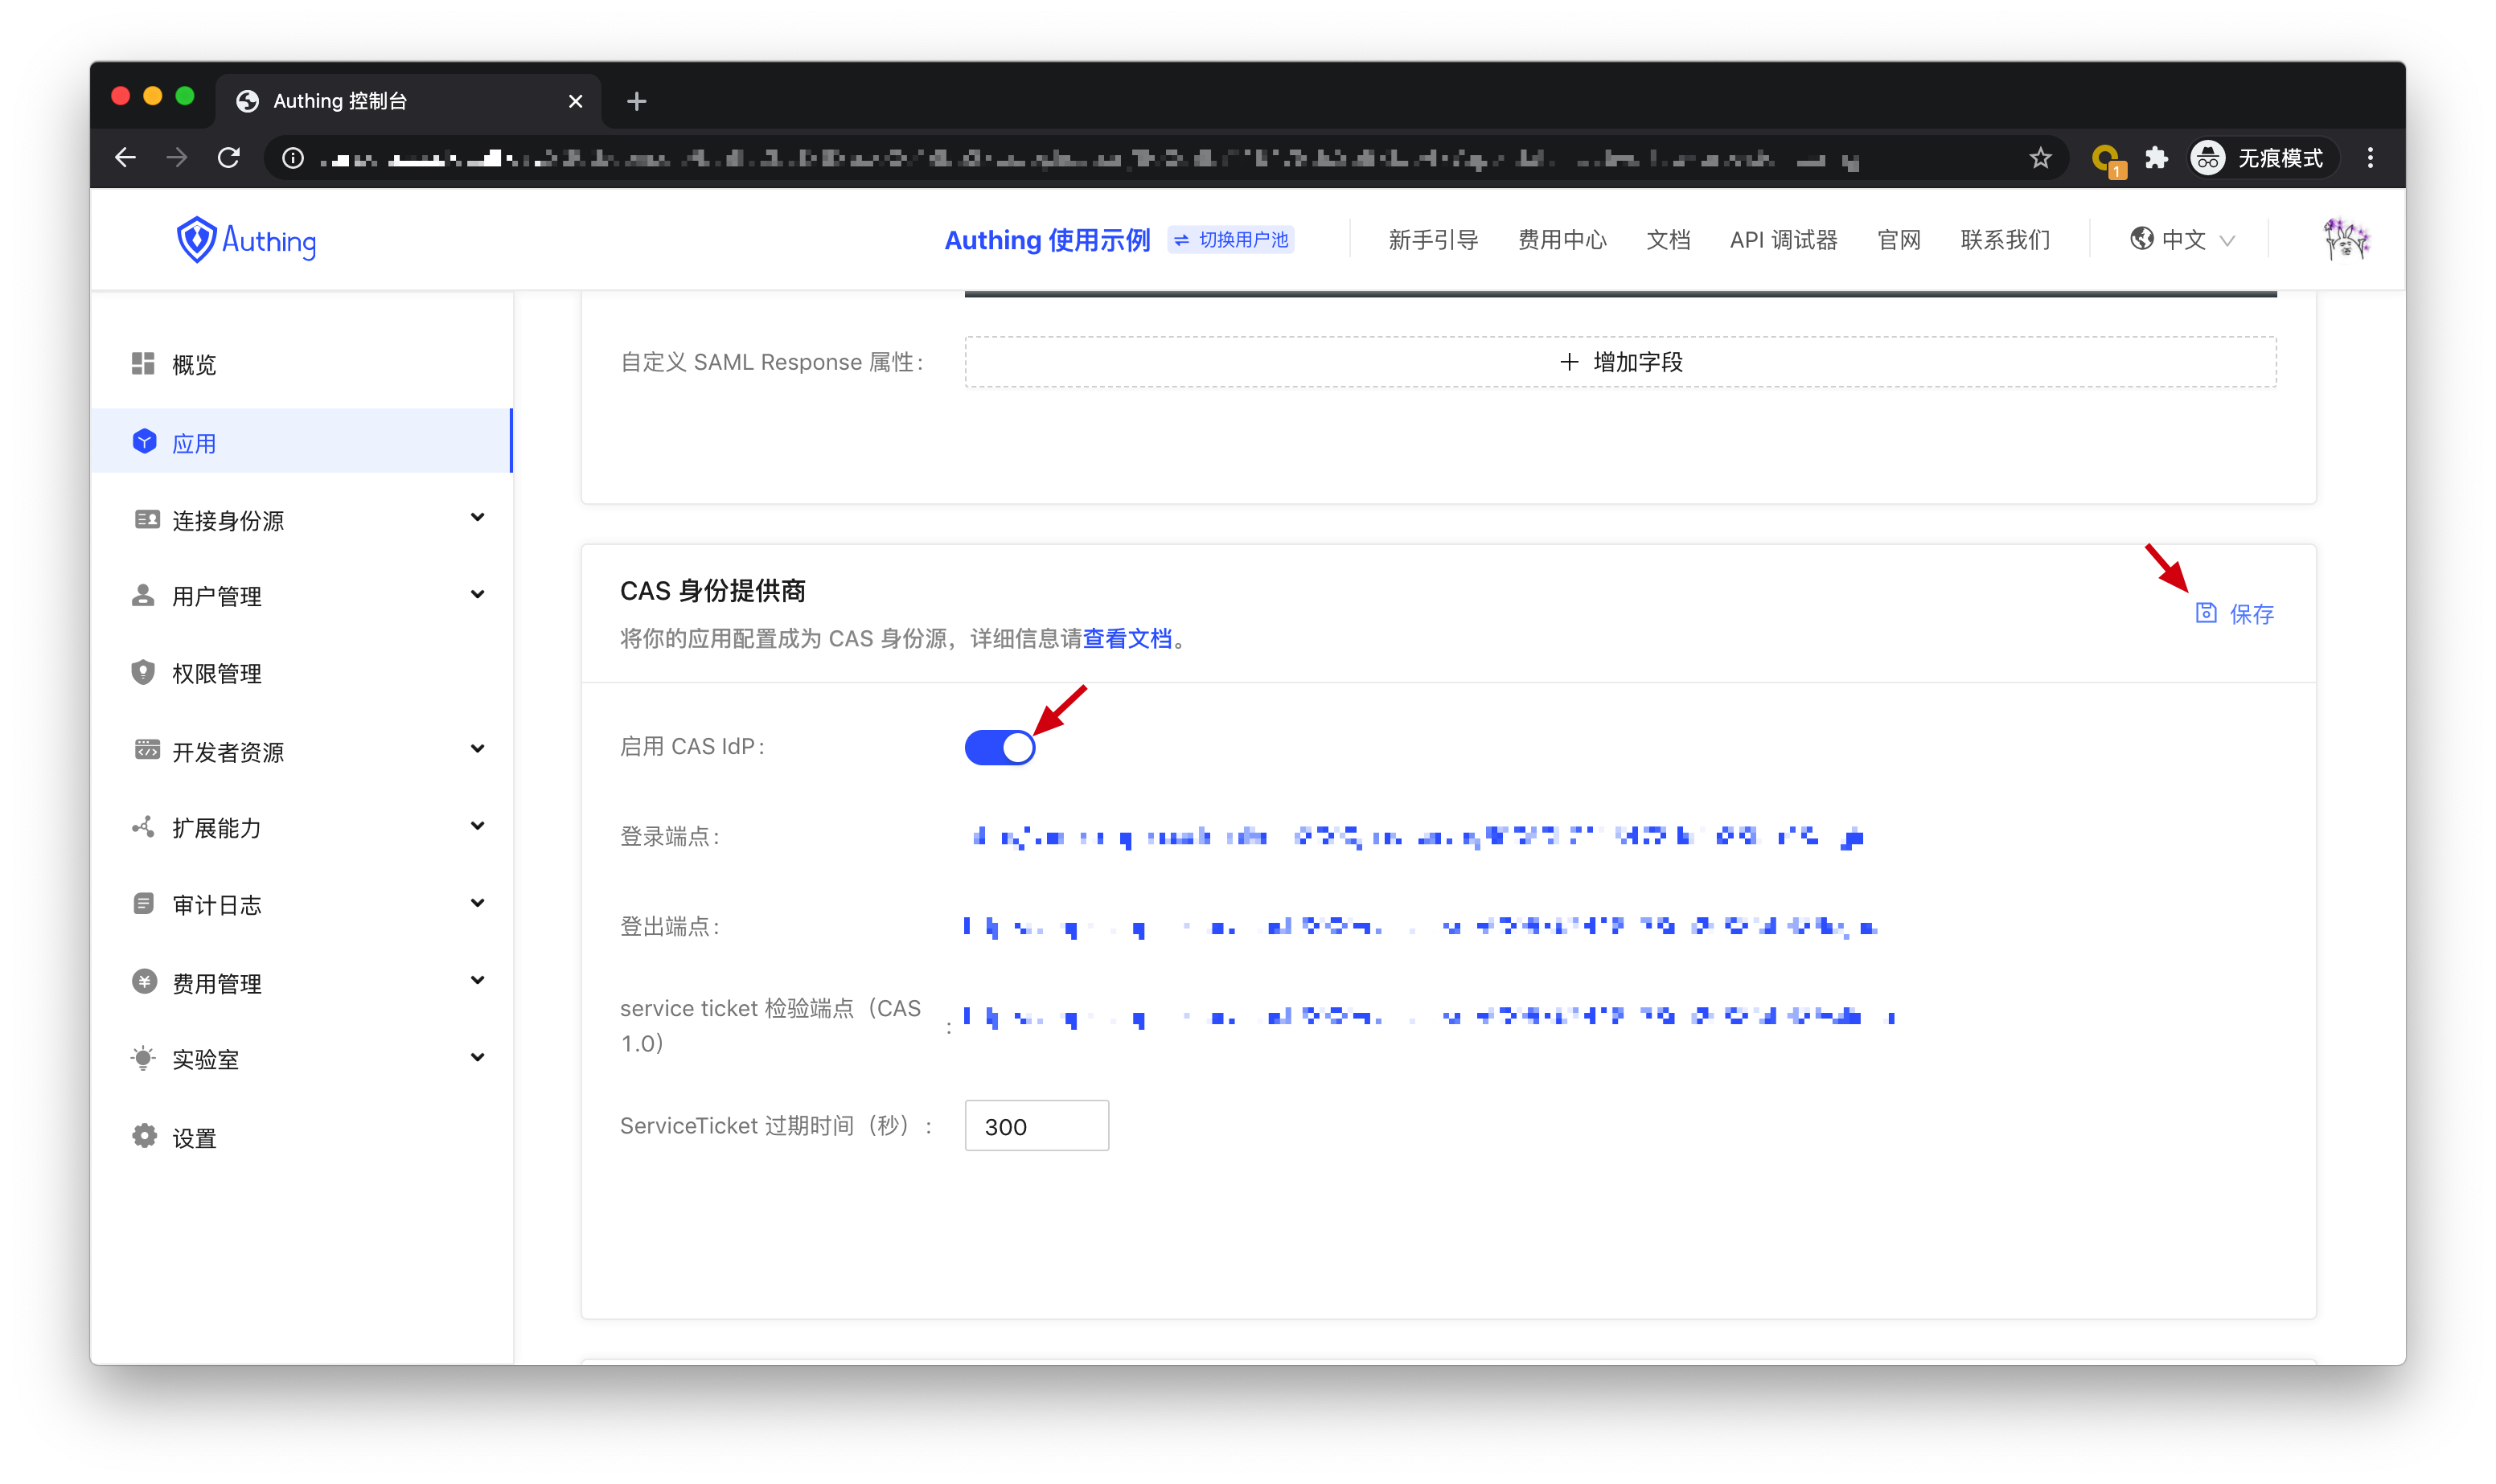 Authing 控制台
无痕模式
1
Authing
Authing 使用示例
切换用户池
新手引导
费用中心
文档
API 调试器
官网
联系我们
中文
概览
应用
连接身份源
用户管理
权限管理
开发者资源
扩展能力
审计日志
费用管理
实验室
设置
自定义 SAML Response 属性：
增加字段
CAS 身份提供商
将你的应用配置成为 CAS 身份源，详细信息请查看文档。
保存
启用 CAS IdP：
登录端点：
登出端点：
service ticket 检验端点（CAS
1.0）：
ServiceTicket 过期时间（秒）：
300